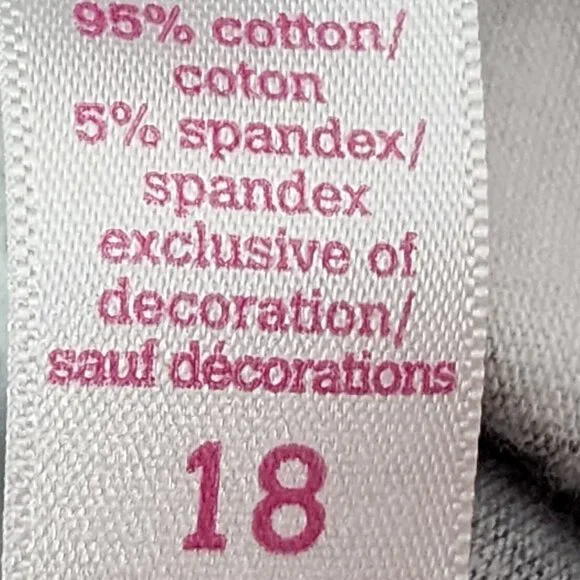 95% cotton/
coton
5% spandex/
spandex
exclusive of
decoration/
sauf décorations
18